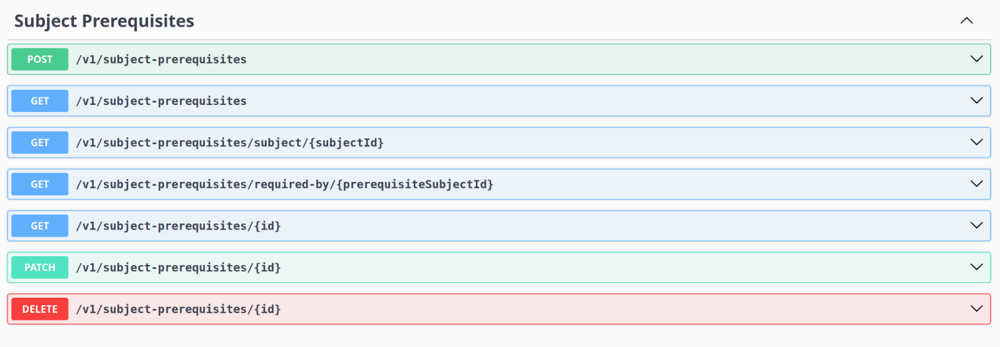 Subject Prerequisites
POST /v1/subject-prerequisites
GET /v1/subject-prerequisites
GET /v1/subject-prerequisites/subject/{subjectId}
GET /v1/subject-prerequisites/required-by/{prerequisiteSubjectId}
GET /v1/subject-prerequisites/{id}
PATCH /v1/subject-prerequisites/{id}
DELETE /v1/subject-prerequisites/{id}